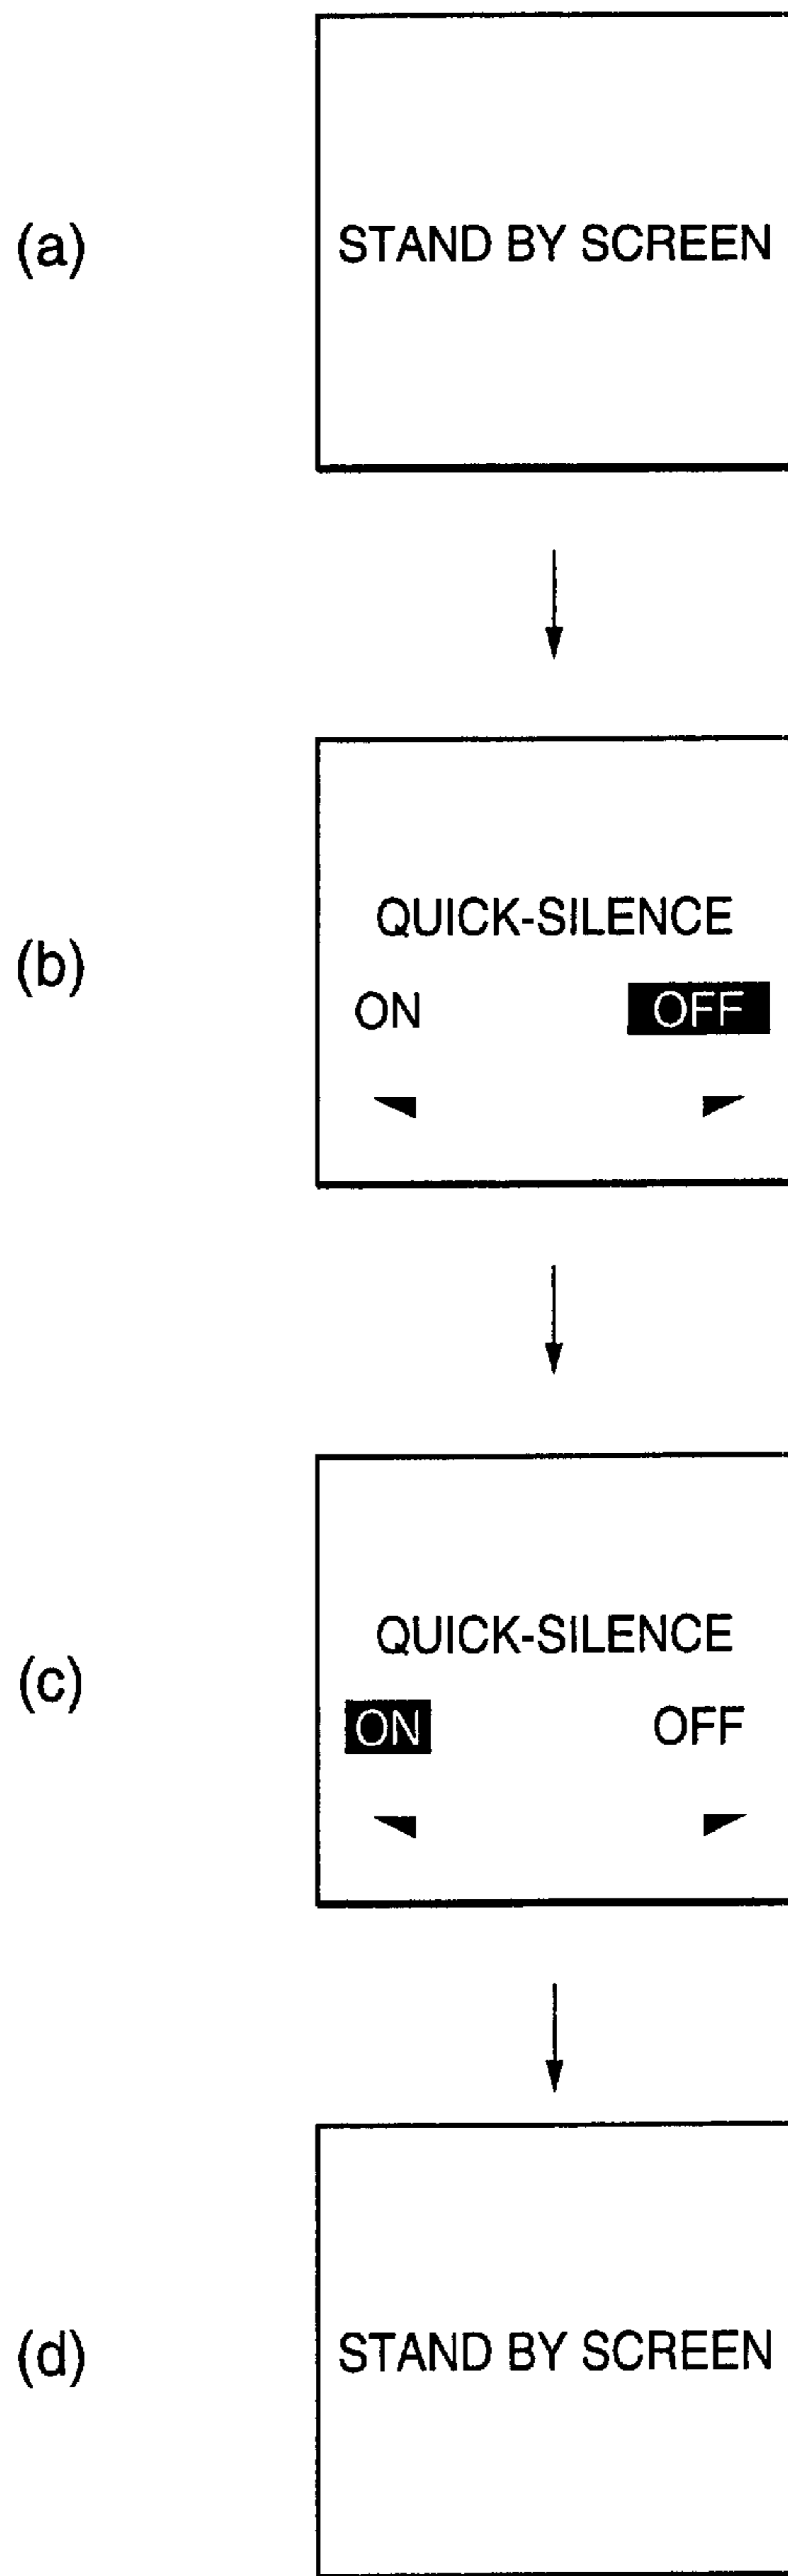 (a)
STAND BY SCREEN
(b)
QUICK-SILENCE
ON OFF
(c)
QUICK-SILENCE
ON OFF
(d)
STAND BY SCREEN